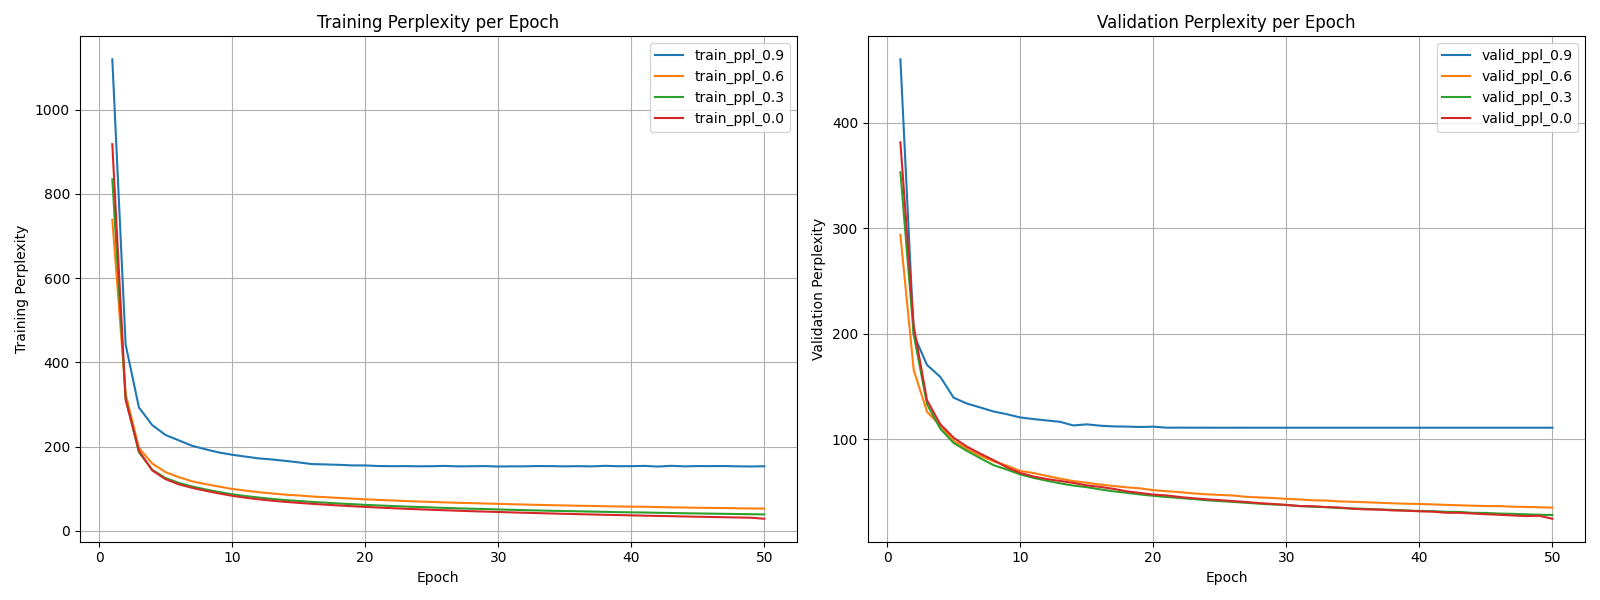 Training Perplexity per Epoch
Training Perplexity
1000
800
600
400
200
0
0 10 20 30 40 50
Epoch
train_ppl_0.9
train_ppl_0.6
train_ppl_0.3
train_ppl_0.0
Validation Perplexity per Epoch
Validation Perplexity
400
300
200
100
0 10 20 30 40 50
Epoch
valid_ppl_0.9
valid_ppl_0.6
valid_ppl_0.3
valid_ppl_0.0